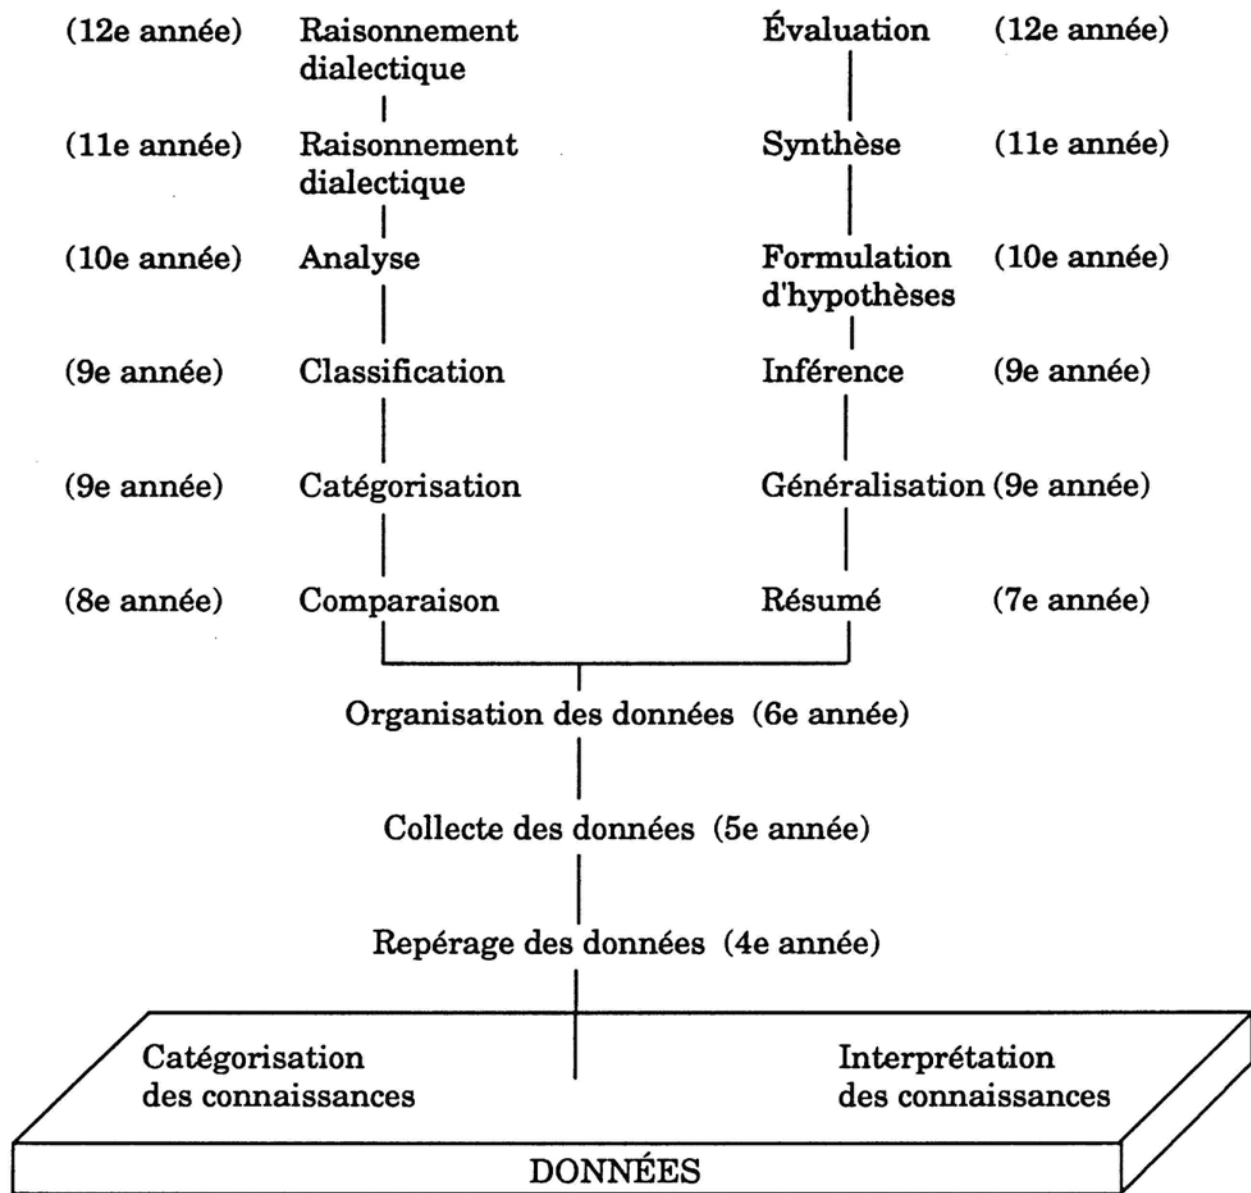 (12e année) Raisonnement dialectique Évaluation (12e année)
(11e année) Raisonnement dialectique Synthèse (11e année)
(10e année) Analyse Formulation d'hypothèses (10e année)
(9e année) Classification Inférence (9e année)
(9e année) Catégorisation Généralisation (9e année)
(8e année) Comparaison Résumé (7e année)
Organisation des données (6e année)
Collecte des données (5e année)
Repérage des données (4e année)
Catégorisation des connaissances
Interprétation des connaissances
DONNÉES